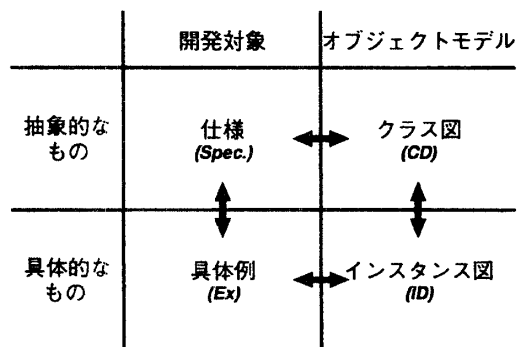 開発対象
オブジェクトモデル
抽象的な
もの
仕様
(Spec.)
クラス図
(CD)
具体的な
もの
具体例
(Ex)
インスタンス図
(ID)